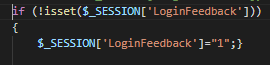 if (!isset($_SESSION['LoginFeedback']))
{
    $_SESSION['LoginFeedback']="1";}